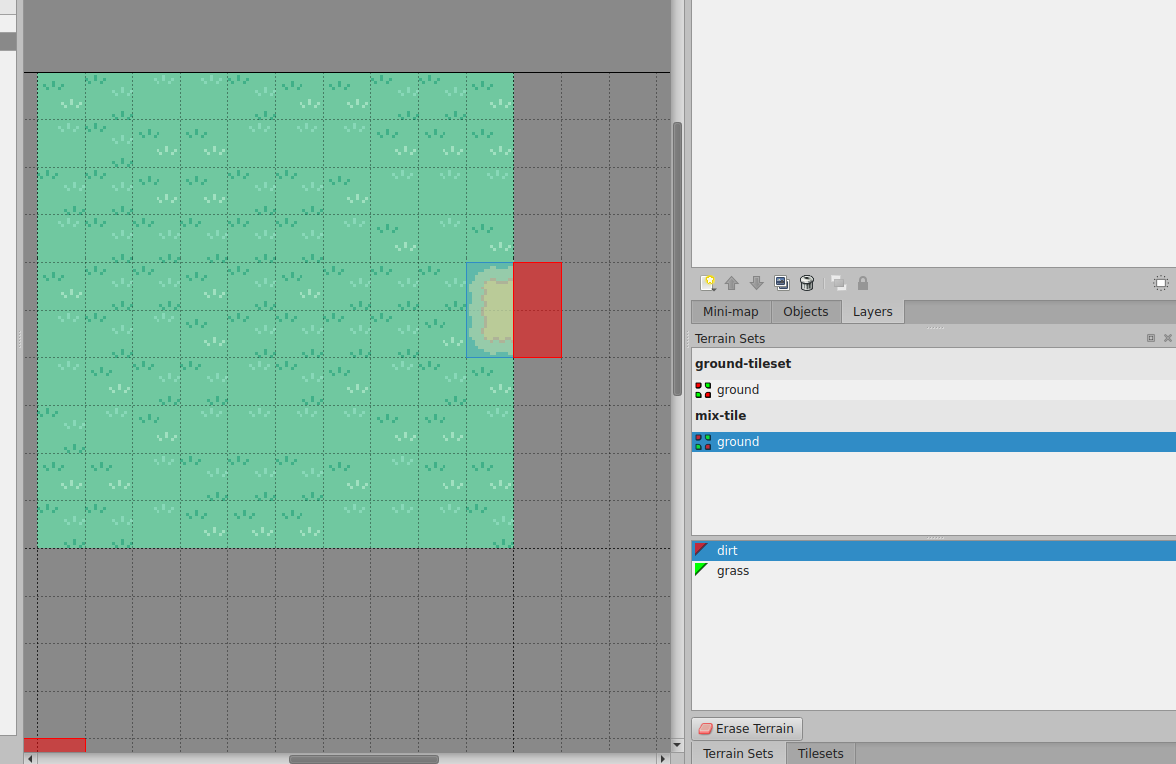 Mini-map
Objects
Layers
Terrain Sets
ground-tileset
ground
mix-tile
ground
dirt
grass
Erase Terrain
Terrain Sets
Tilesets